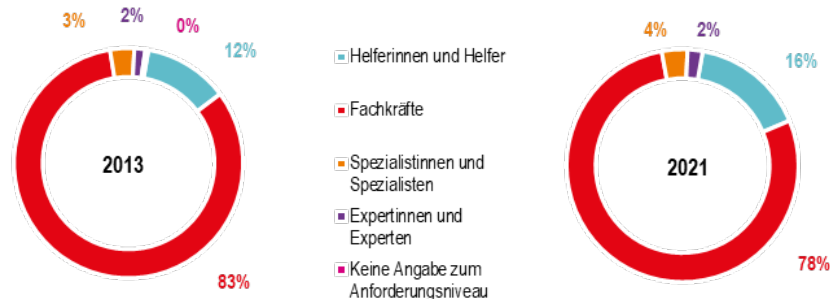 3%
2%
0%
12%
2013
83%
Helferinnen und Helfer
Fachkräfte
Spezialistinnen und
Spezialisten
Expertinnen und
Experten
Keine Angabe zum
Anforderungsniveau
4%
2%
16%
2021
78%